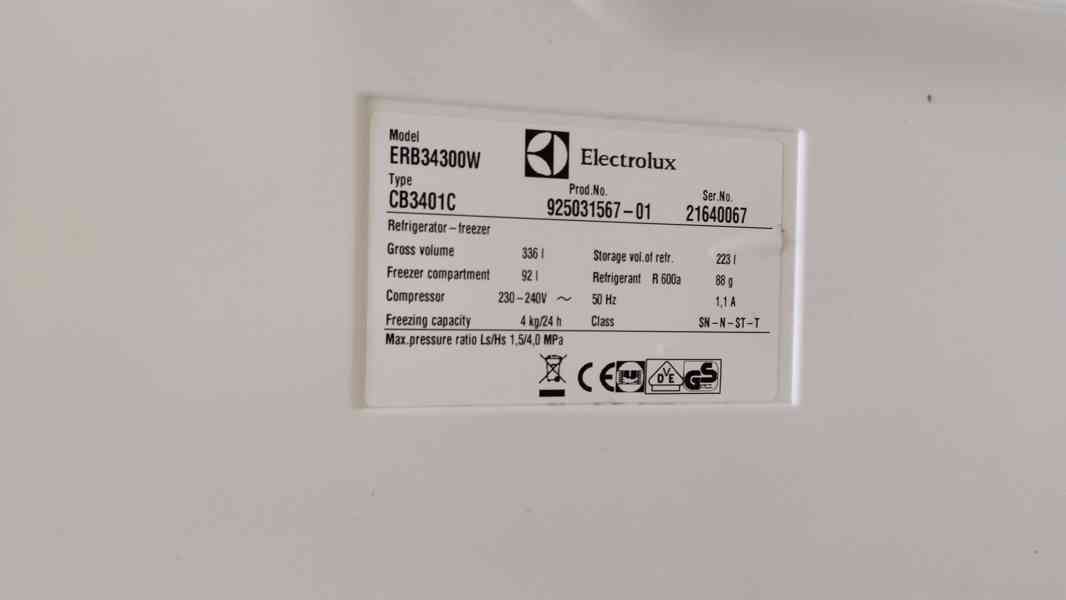 Model
ERB34300W
Electrolux
Type
CB3401C
Prod.No.
925031567-01
Ser.No.
21640067
Refrigerator-freezer
Gross volume 336 l Storage vol.of refr. 223 l
Freezer compartment 92 l Refrigerant R 600a 88 g
Compressor 230-240V ~ 50 Hz 1,1 A
Freezing capacity 4 kg/24 h Class SN-N-ST-T
Max.pressure ratio Ls/Hs 1,5/4,0 MPa
CE DVE GS